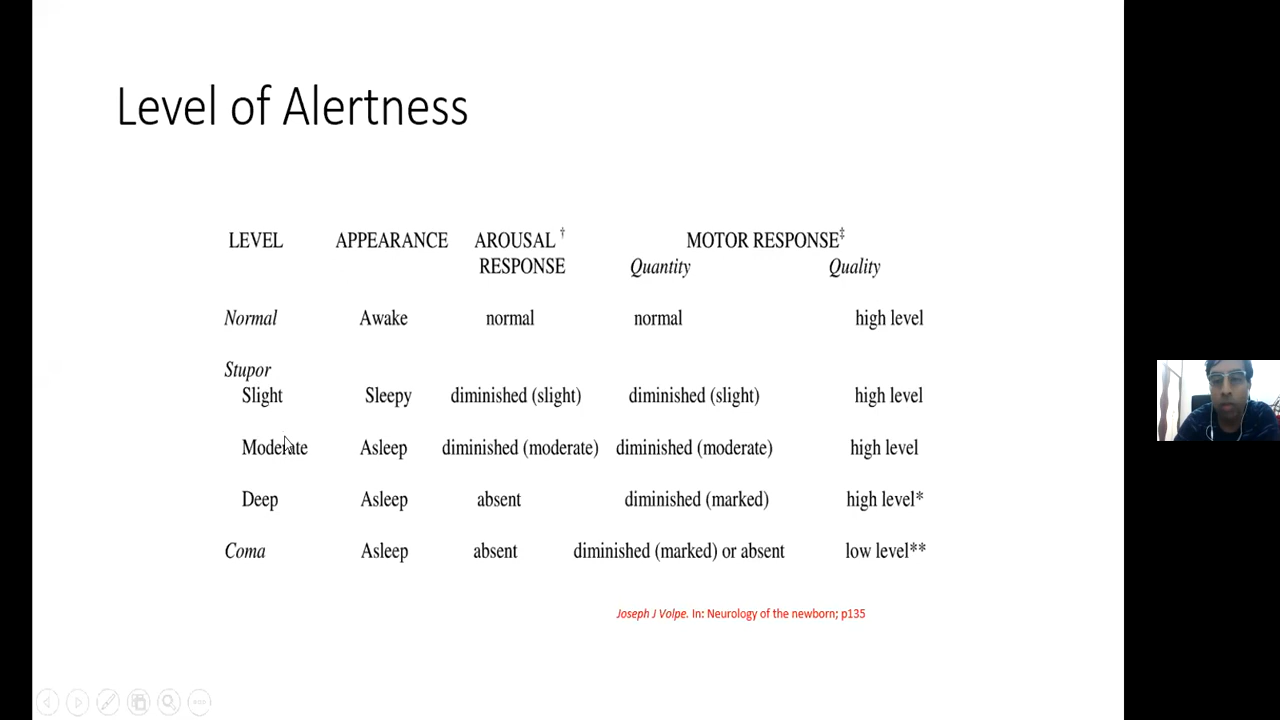 Level of Alertness
LEVEL APPEARANCE AROUSAL † MOTOR RESPONSE‡
RESPONSE Quantity Quality
Normal Awake normal normal high level
Stupor
Slight Sleepy diminished (slight) diminished (slight) high level
Moderate Asleep diminished (moderate) diminished (moderate) high level
Deep Asleep absent diminished (marked) high level*
Coma Asleep absent diminished (marked) or absent low level**
Joseph J Volpe. In: Neurology of the newborn; p135